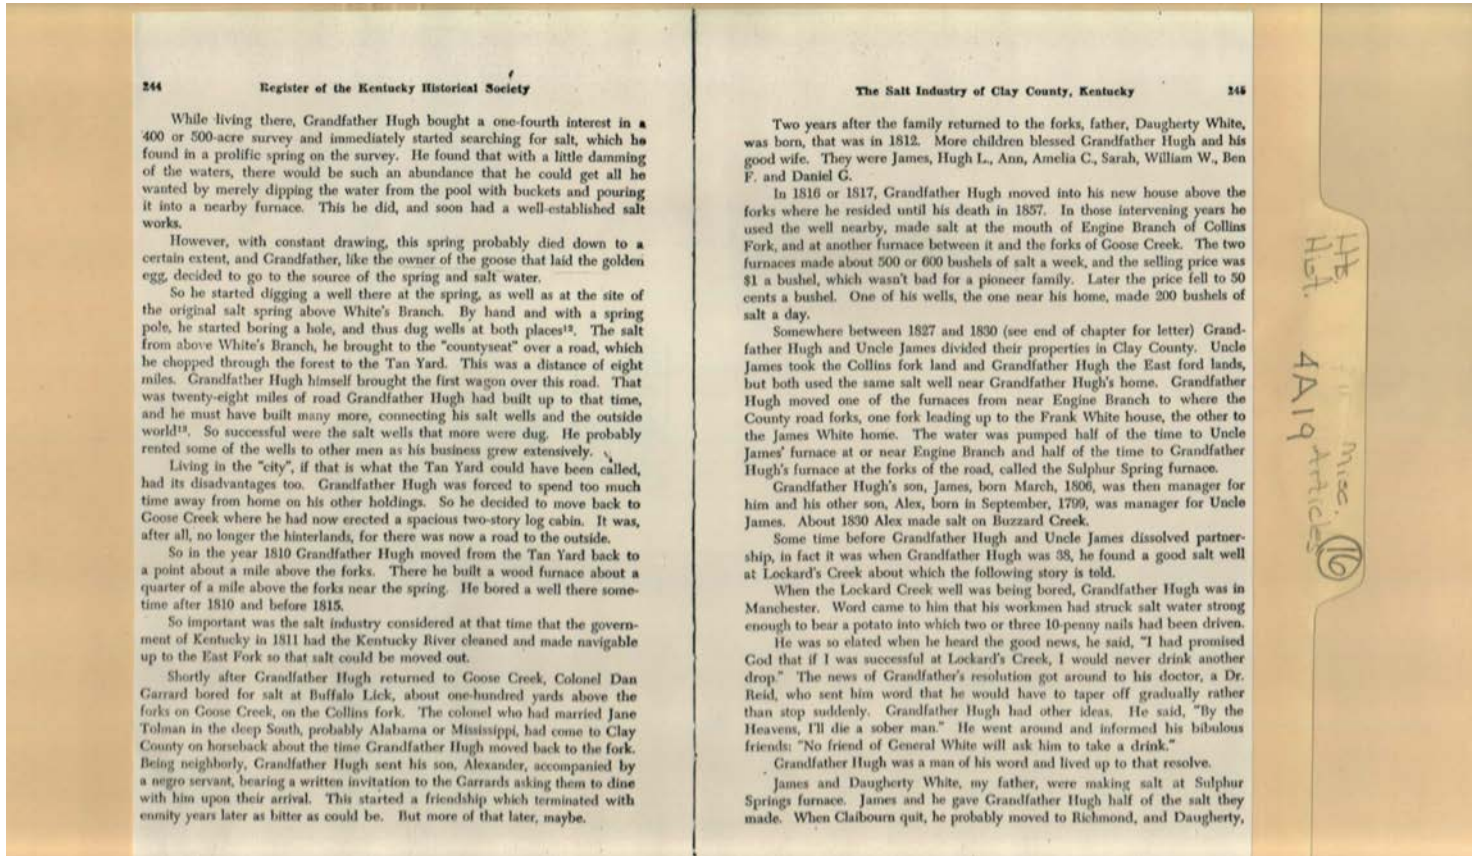 244 Register of the Kentucky Historical Society
While living there, Grandfather Hugh bought a one-fourth interest in a
400 or 500-acre survey and immediately started searching for salt, which he
found in a prolific spring on the survey. He found that with a little damming
of the waters, there would be such an abundance that he could get all he
wanted by merely dipping the water from the pool with buckets and pouring
it into a nearby furnace. This he did, and soon had a well-established salt
works.
However, with constant drawing, this spring probably died down to a
certain extent, and Grandfather, like the owner of the goose that laid the golden
egg, decided to go to the source of the spring and salt water.
So he started digging a well there at the spring, as well as at the site of
the original salt spring above White's Branch. By hand and with a spring
pole, he started boring a hole, and thus dug wells at both places¹². The salt
from above White's Branch, he brought to the "countyseat" over a road, which
he chopped through the forest to the Tan Yard. This was a distance of eight
miles. Grandfather Hugh himself brought the first wagon over this road. That
was twenty-eight miles of road Grandfather Hugh had built up to that time,
and he must have built many more, connecting his salt wells and the outside
world¹³. So successful were the salt wells that more were dug. He probably
rented some of the wells to other men as his business grew extensively.
Living in the "city", if that is what the Tan Yard could have been called,
had its disadvantages too. Grandfather Hugh was forced to spend too much
time away from home on his other holdings. So he decided to move back to
Goose Creek where he had now erected a spacious two-story log cabin. It was,
after all, no longer the hinterlands, for there was now a road to the outside.
So in the year 1810 Grandfather Hugh moved from the Tan Yard back to
a point about a mile above the forks. There he built a wood furnace about a
quarter of a mile above the forks near the spring. He bored a well there some-
time after 1810 and before 1815.
So important was the salt industry considered at that time that the govern-
ment of Kentucky in 1811 had the Kentucky River cleaned and made navigable
up to the East Fork so that salt could be moved out.
Shortly after Grandfather Hugh returned to Goose Creek, Colonel Dan
Garrard bored for salt at Buffalo Lick, about one-hundred yards above the
forks on Goose Creek, on the Collins fork. The colonel who had married Jane
Tolman in the deep South, probably Alabama or Mississippi, had come to Clay
County on horseback about the time Grandfather Hugh moved back to the fork.
Being neighborly, Grandfather Hugh sent his son, Alexander, accompanied by
a negro servant, bearing a written invitation to the Garrards asking them to dine
with him upon their arrival. This started a friendship which terminated with
enmity years later as bitter as could be. But more of that later, maybe.
The Salt Industry of Clay County, Kentucky 245
Two years after the family returned to the forks, father, Daugherty White,
was born, that was in 1812. More children blessed Grandfather Hugh and his
good wife. They were James, Hugh L., Ann, Amelia C., Sarah, William W., Ben
F. and Daniel G.
In 1816 or 1817, Grandfather Hugh moved into his new house above the
forks where he resided until his death in 1857. In those intervening years he
used the well nearby, made salt at the mouth of Engine Branch of Collins
Fork, and at another furnace between it and the forks of Goose Creek. The two
furnaces made about 500 or 600 bushels of salt a week, and the selling price was
$1 a bushel, which wasn't bad for a pioneer family. Later the price fell to 50
cents a bushel. One of his wells, the one near his home, made 200 bushels of
salt a day.
Somewhere between 1827 and 1830 (see end of chapter for letter) Grand-
father Hugh and Uncle James divided their properties in Clay County. Uncle
James took the Collins fork land and Grandfather Hugh the East ford lands,
but both used the same salt well near Grandfather Hugh's home. Grandfather
Hugh moved one of the furnaces from near Engine Branch to where the
County road forks, one fork leading up to the Frank White house, the other to
the James White home. The water was pumped half of the time to Uncle
James' furnace at or near Engine Branch and half of the time to Grandfather
Hugh's furnace at the forks of the road, called the Sulphur Spring furnace.
Grandfather Hugh's son, James, born March, 1806, was then manager for
him and his other son, Alex, born in September, 1799, was manager for Uncle
James. About 1830 Alex made salt on Buzzard Creek.
Some time before Grandfather Hugh and Uncle James dissolved partner-
ship, in fact it was when Grandfather Hugh was 38, he found a good salt well
at Lockard's Creek about which the following story is told.
When the Lockard Creek well was being bored, Grandfather Hugh was in
Manchester. Word came to him that his workmen had struck salt water strong
enough to bear a potato into which two or three 10-penny nails had been driven.
He was so elated when he heard the good news, he said, "I had promised
God that if I was successful at Lockard's Creek, I would never drink another
drop." The news of Grandfather's resolution got around to his doctor, a Dr.
Reid, who sent him word that he would have to taper off gradually rather
than stop suddenly. Grandfather Hugh had other ideas. He said, "By the
Heavens, I'll die a sober man." He went around and informed his bibulous
friends: "No friend of General White will ask him to take a drink."
Grandfather Hugh was a man of his word and lived up to that resolve.
James and Daugherty White, my father, were making salt at Sulphur
Springs furnace. James and he gave Grandfather Hugh half of the salt they
made. When Claibourn quit, he probably moved to Richmond, and Daugherty,
Hist. 4A19
Misc. Articles 16